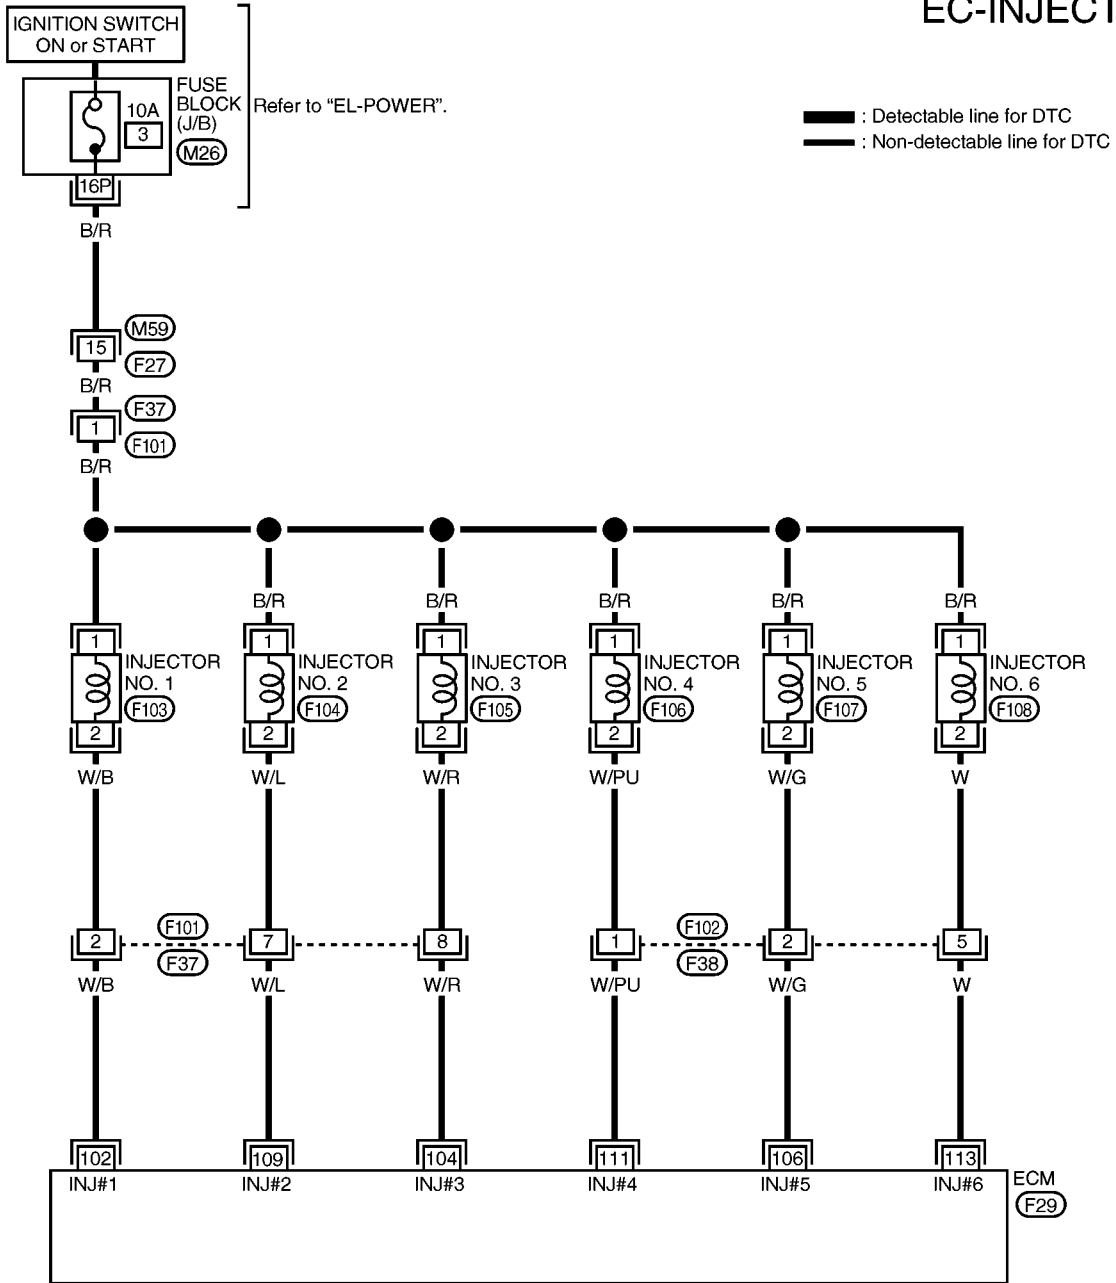 EC-INJECT
IGNITION SWITCH
ON or START
FUSE
BLOCK
(J/B)
M26
10A
3
Refer to “EL-POWER”.
: Detectable line for DTC
: Non-detectable line for DTC
16P
B/R
M59
15
F27
B/R
F37
1
F101
B/R
B/R B/R B/R B/R B/R
1 1 1 1 1 1
INJECTOR INJECTOR INJECTOR INJECTOR INJECTOR INJECTOR
NO. 1 NO. 2 NO. 3 NO. 4 NO. 5 NO. 6
F103 F104 F105 F106 F107 F108
2 2 2 2 2 2
W/B W/L W/R W/PU W/G W
F101 F102
2 7 8 1 2 5
F37 F38
W/B W/L W/R W/PU W/G W
102 109 104 111 106 113
INJ#1 INJ#2 INJ#3 INJ#4 INJ#5 INJ#6 ECM
F29